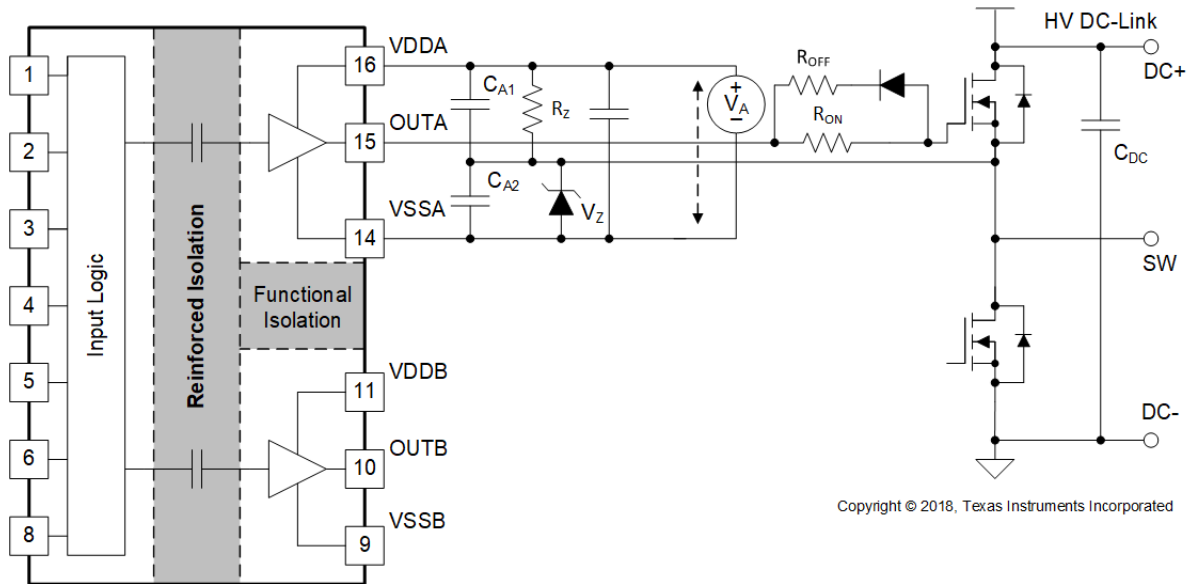 1
2
3
4
5
6
8
Input Logic
Reinforced Isolation
Functional
Isolation
VDDA
16
OUTA
15
VSSA
14
VDDB
11
OUTB
10
VSSB
9
CA1
RZ
CA2
VZ
+
VA
−
ROFF
RON
HV DC-Link
DC+
CDC
SW
DC-
Copyright © 2018, Texas Instruments Incorporated